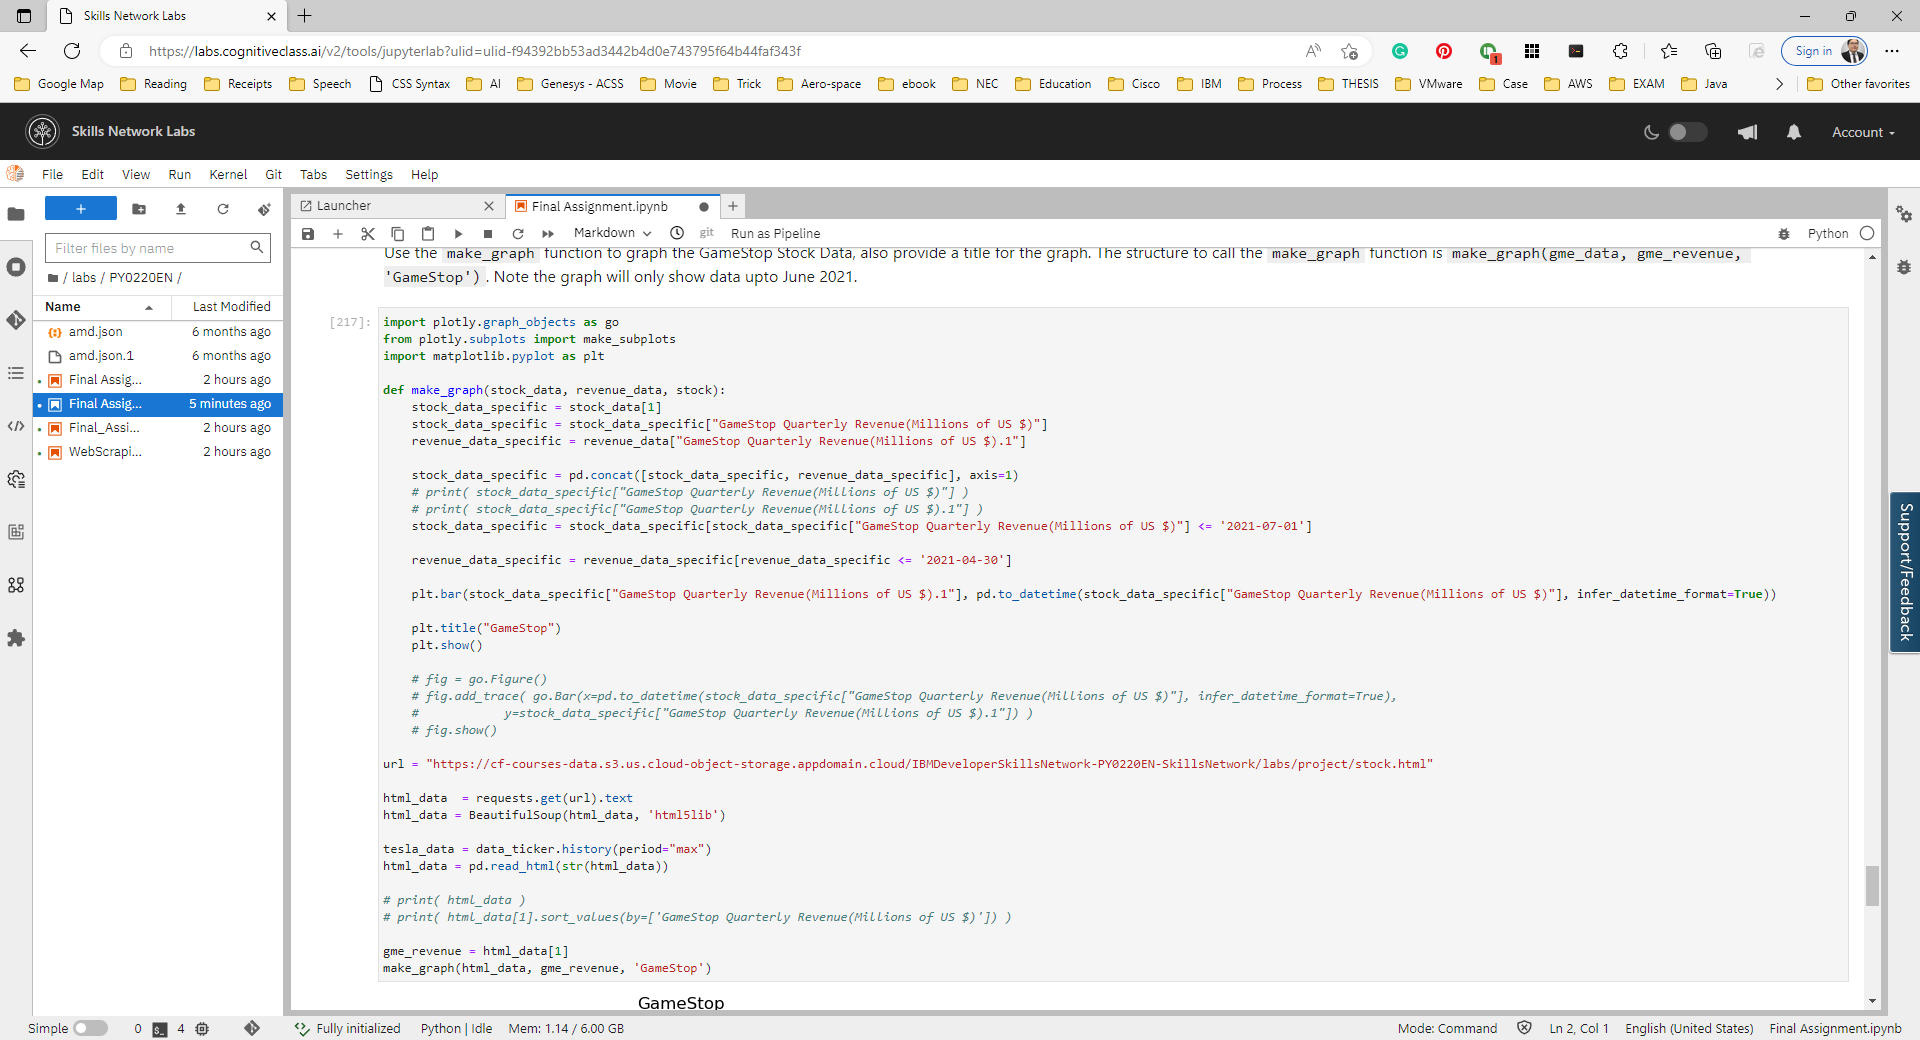 Skills Network Labs
https://labs.cognitiveclass.ai/v2/tools/jupyterlab?ulid=ulid-f94392bb53ad3442b4d0e743795f64b44faf343f
1
Sign in
Google Map Reading Receipts Speech CSS Syntax AI Genesys - ACSS Movie Trick Aero-space ebook NEC Education Cisco IBM Process THESIS VMware Case AWS EXAM Java Other favorites
Skills Network Labs
Account
File Edit View Run Kernel Git Tabs Settings Help
Launcher
Final Assignment.ipynb
Filter files by name
/ labs / PY0220EN /
Name Last Modified
amd.json 6 months ago
amd.json.1 6 months ago
Final Assig... 2 hours ago
Final Assig... 5 minutes ago
Final_Assi... 2 hours ago
WebScrapi... 2 hours ago
Markdown git Run as Pipeline Python
Use the make_graph function to graph the GameStop Stock Data, also provide a title for the graph. The structure to call the make_graph function is make_graph(gme_data, gme_revenue,
'GameStop') . Note the graph will only show data upto June 2021.
[217]:
import plotly.graph_objects as go
from plotly.subplots import make_subplots
import matplotlib.pyplot as plt
def make_graph(stock_data, revenue_data, stock):
stock_data_specific = stock_data[1]
stock_data_specific = stock_data_specific["GameStop Quarterly Revenue(Millions of US $)"]
revenue_data_specific = revenue_data["GameStop Quarterly Revenue(Millions of US $).1"]
stock_data_specific = pd.concat([stock_data_specific, revenue_data_specific], axis=1)
# print( stock_data_specific["GameStop Quarterly Revenue(Millions of US $)"] )
# print( stock_data_specific["GameStop Quarterly Revenue(Millions of US $).1"] )
stock_data_specific = stock_data_specific[stock_data_specific["GameStop Quarterly Revenue(Millions of US $)"] <= '2021-07-01']
revenue_data_specific = revenue_data_specific[revenue_data_specific <= '2021-04-30']
plt.bar(stock_data_specific["GameStop Quarterly Revenue(Millions of US $).1"], pd.to_datetime(stock_data_specific["GameStop Quarterly Revenue(Millions of US $)"], infer_datetime_format=True))
plt.title("GameStop")
plt.show()
# fig = go.Figure()
# fig.add_trace( go.Bar(x=pd.to_datetime(stock_data_specific["GameStop Quarterly Revenue(Millions of US $)"], infer_datetime_format=True),
# y=stock_data_specific["GameStop Quarterly Revenue(Millions of US $).1"]) )
# fig.show()
url = "https://cf-courses-data.s3.us.cloud-object-storage.appdomain.cloud/IBMDeveloperSkillsNetwork-PY0220EN-SkillsNetwork/labs/project/stock.html"
html_data = requests.get(url).text
html_data = BeautifulSoup(html_data, 'html5lib')
tesla_data = data_ticker.history(period="max")
html_data = pd.read_html(str(html_data))
# print( html_data )
# print( html_data[1].sort_values(by=['GameStop Quarterly Revenue(Millions of US $)']) )
gme_revenue = html_data[1]
make_graph(html_data, gme_revenue, 'GameStop')
GameStop
Support/Feedback
Simple 0 4 Fully initialized Python | Idle Mem: 1.14 / 6.00 GB Mode: Command Ln 2, Col 1 English (United States) Final Assignment.ipynb